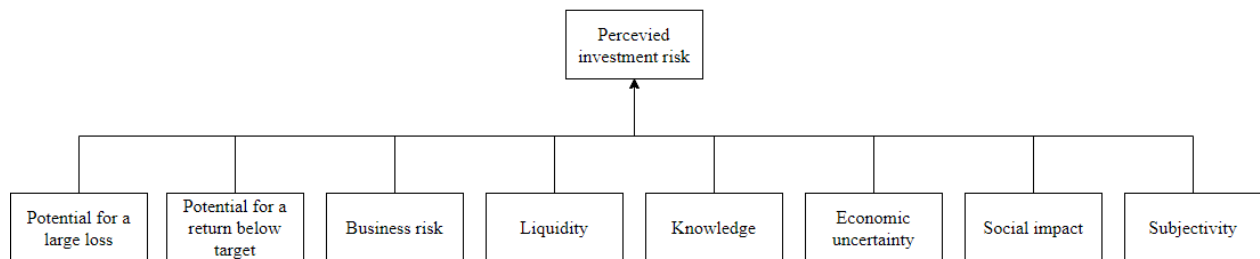 Percevied
investment risk
Potential for a
large loss
Potential for a
return below
target
Business risk
Liquidity
Knowledge
Economic
uncertainty
Social impact
Subjectivity